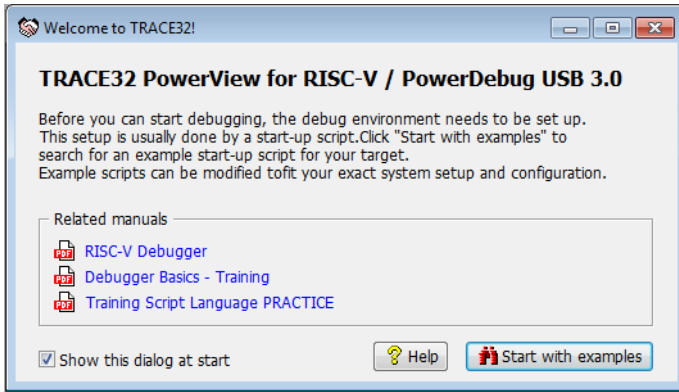 Welcome to TRACE32!
TRACE32 PowerView for RISC-V / PowerDebug USB 3.0
Before you can start debugging, the debug environment needs to be set up.
This setup is usually done by a start-up script.Click "Start with examples" to
search for an example start-up script for your target.
Example scripts can be modified tofit your exact system setup and configuration.
Related manuals
PDF RISC-V Debugger
PDF Debugger Basics - Training
PDF Training Script Language PRACTICE
Show this dialog at start
Help
Start with examples